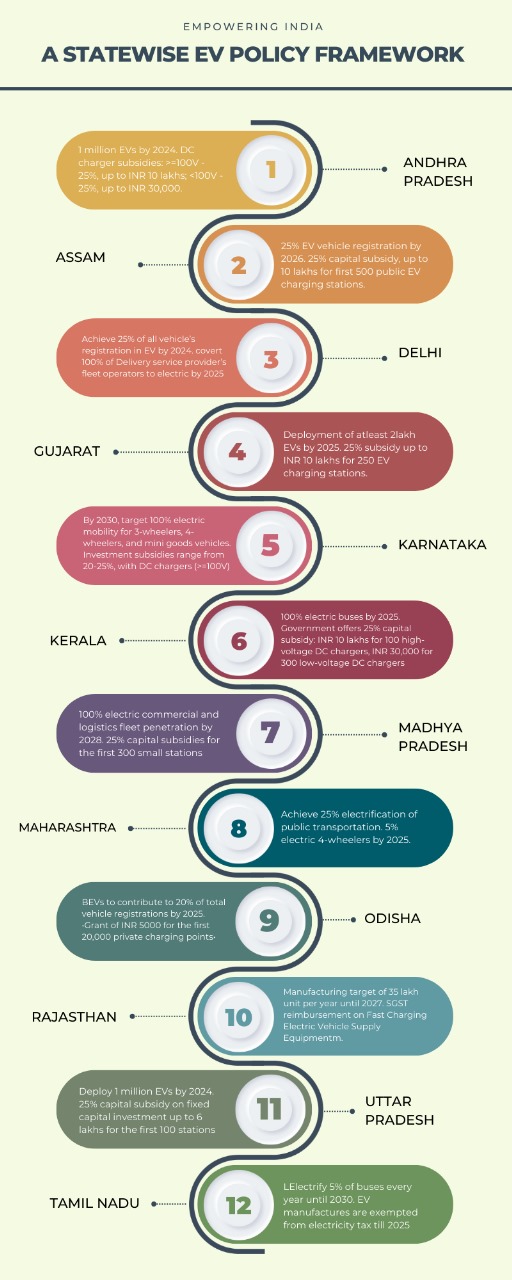 EMPOWERING INDIA
A STATEWISE EV POLICY FRAMEWORK
1 million EVs by 2024. DC
charger subsidies: >=100V -
25%, up to INR 10 lakhs; <100V -
25%, up to INR 30,000.
1
ANDHRA
PRADESH
ASSAM
2
25% EV vehicle registration by
2026. 25% capital subsidy, up to
10 lakhs for first 500 public EV
charging stations.
Achieve 25% of all vehicle's
registration in EV by 2024. covert
100% of Delivery service provider's
fleet operators to electric by 2025
3
DELHI
GUJARAT
4
Deployment of atleast 2lakh
EVs by 2025. 25% subsidy up to
INR 10 lakhs for 250 EV
charging stations.
By 2030, target 100% electric
mobility for 3-wheelers, 4-
wheelers, and mini goods vehicles.
Investment subsidies range from
20-25%, with DC chargers (>=100V)
5
KARNATAKA
KERALA
6
100% electric buses by 2025.
Government offers 25% capital
subsidy: INR 10 lakhs for 100 high-
voltage DC chargers, INR 30,000 for
300 low-voltage DC chargers
100% electric commercial and
logistics fleet penetration by
2028. 25% capital subsidies for
the first 300 small stations
7
MADHYA
PRADESH
MAHARASHTRA
8
Achieve 25% electrification of
public transportation. 5%
electric 4-wheelers by 2025.
BEVs to contribute to 20% of total
vehicle registrations by 2025.
·Grant of INR 5000 for the first
20,000 private charging points·
9
ODISHA
RAJASTHAN
10
Manufacturing target of 35 lakh
unit per year until 2027. SGST
reimbursement on Fast Charging
Electric Vehicle Supply
Equipmentm.
Deploy 1 million EVs by 2024.
25% capital subsidy on fixed
capital investment up to 6
lakhs for the first 100 stations
11
UTTAR
PRADESH
TAMIL NADU
12
LElectrify 5% of buses every
year until 2030. EV
manufactures are exempted
from electricity tax till 2025